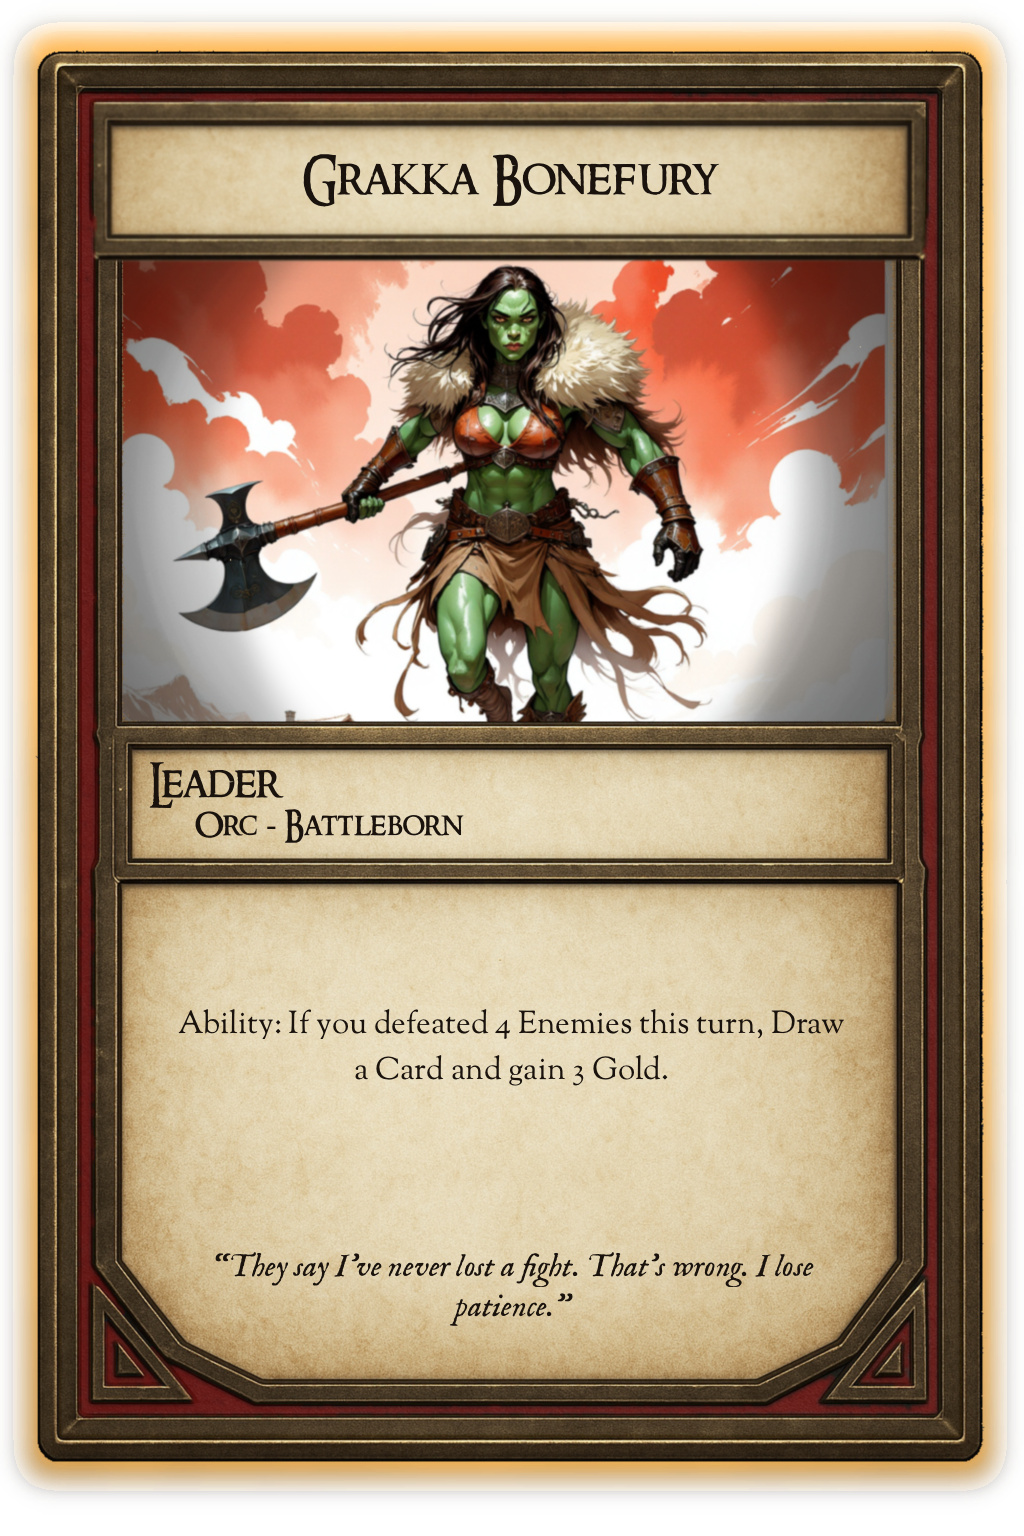 Grakka Bonefury
Leader
Orc - Battleborn
Ability: If you defeated 4 Enemies this turn, Draw
a Card and gain 3 Gold.
“They say I’ve never lost a fight. That’s wrong. I lose
patience.”